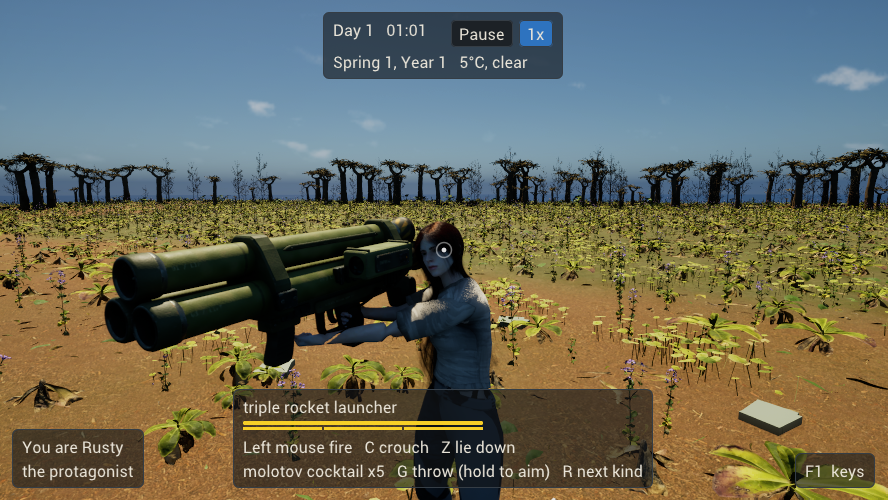 Day 1 01:01 Pause 1x
Spring 1, Year 1 5°C, clear
triple rocket launcher
Left mouse fire C crouch Z lie down
molotov cocktail x5 G throw (hold to aim) R next kind
You are Rusty
the protagonist
F1 keys